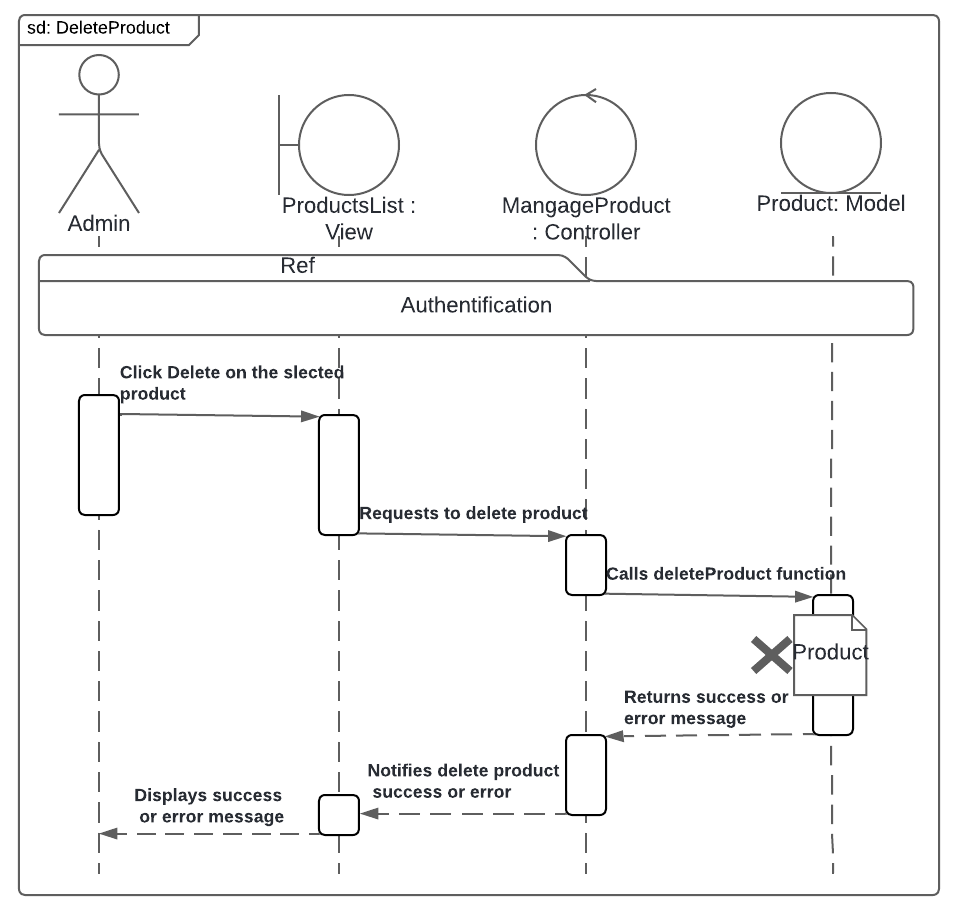 sd: DeleteProduct
Admin
ProductsList :
View
MangageProduct
: Controller
Product: Model
Ref
Authentification
Click Delete on the slected
product
Requests to delete product
Calls deleteProduct function
Product
Returns success or
error message
Notifies delete product
success or error
Displays success
or error message